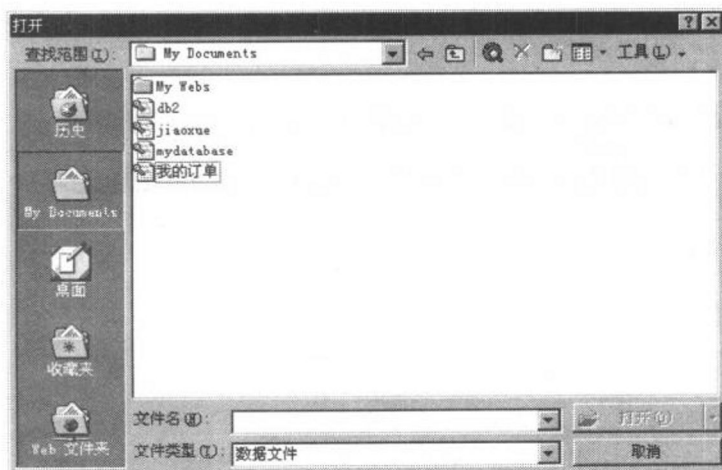 打开
查找范围(I):
My Documents
工具(L)
历史
My Documents
桌面
收藏夹
Web 文件夹
My Webs
db2
jiaoxue
mydatabase
我的订单
文件名(N):
打开(O)
文件类型(T):
数据文件
取消